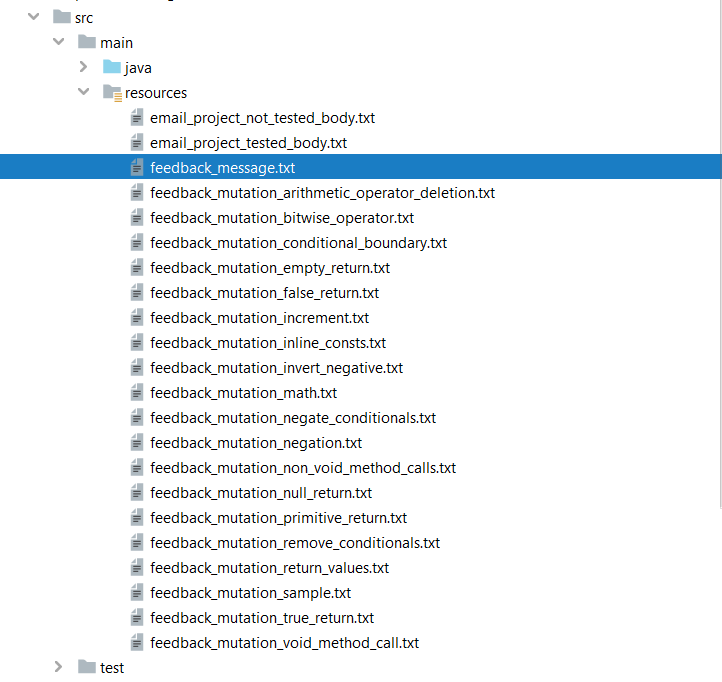 src
main
java
resources
email_project_not_tested_body.txt
email_project_tested_body.txt
feedback_message.txt
feedback_mutation_arithmetic_operator_deletion.txt
feedback_mutation_bitwise_operator.txt
feedback_mutation_conditional_boundary.txt
feedback_mutation_empty_return.txt
feedback_mutation_false_return.txt
feedback_mutation_increment.txt
feedback_mutation_inline_consts.txt
feedback_mutation_invert_negative.txt
feedback_mutation_math.txt
feedback_mutation_negate_conditionals.txt
feedback_mutation_negation.txt
feedback_mutation_non_void_method_calls.txt
feedback_mutation_null_return.txt
feedback_mutation_primitive_return.txt
feedback_mutation_remove_conditionals.txt
feedback_mutation_return_values.txt
feedback_mutation_sample.txt
feedback_mutation_true_return.txt
feedback_mutation_void_method_call.txt
test